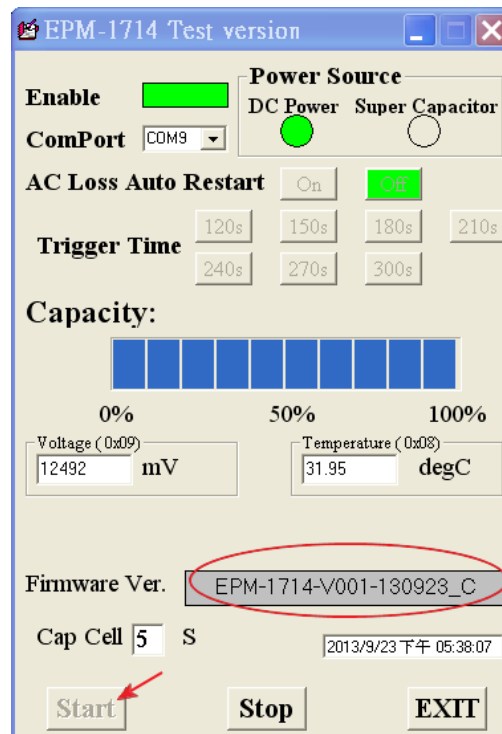 EPM-1714 Test version
Power Source
Enable
DC Power Super Capacitor
ComPort COM9
AC Loss Auto Restart On Off
120s 150s 180s 210s
Trigger Time
240s 270s 300s
Capacity:
0% 50% 100%
Voltage ( 0x09) Temperature ( 0x08)
12492 mV 31.95 degC
Firmware Ver. EPM-1714-V001-130923_C
Cap Cell 5 S
2013/9/23 下午 05:38:07
Start Stop EXIT